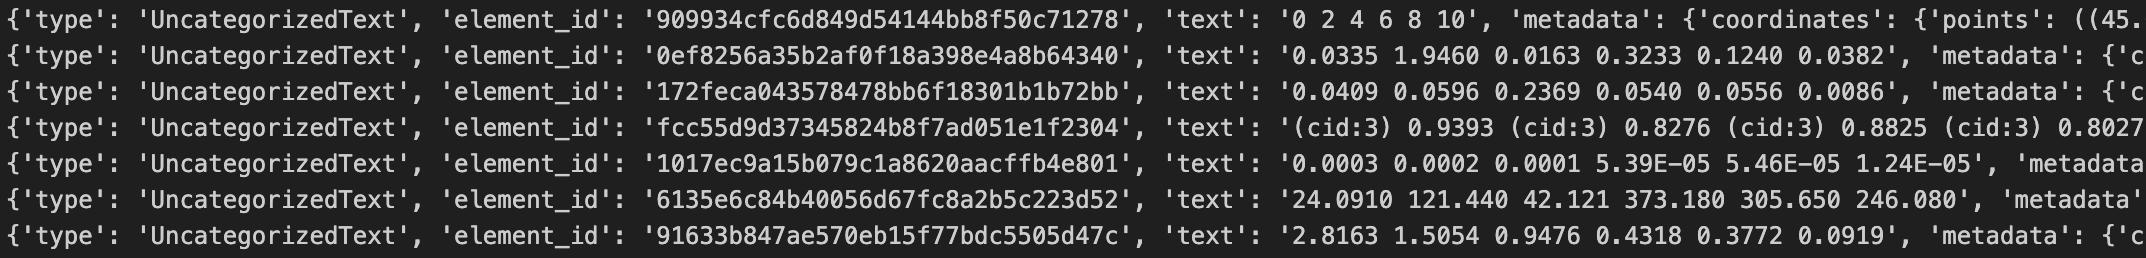 {'type': 'UncategorizedText', 'element_id': '909934cfc6d849d54144bb8f50c71278', 'text': '0 2 4 6 8 10', 'metadata': {'coordinates': {'points': ((45.
{'type': 'UncategorizedText', 'element_id': '0ef8256a35b2af0f18a398e4a8b64340', 'text': '0.0335 1.9460 0.0163 0.3233 0.1240 0.0382', 'metadata': {'c
{'type': 'UncategorizedText', 'element_id': '172feca043578478bb6f18301b1b72bb', 'text': '0.0409 0.0596 0.2369 0.0540 0.0556 0.0086', 'metadata': {'c
{'type': 'UncategorizedText', 'element_id': 'fcc55d9d37345824b8f7ad051e1f2304', 'text': '(cid:3) 0.9393 (cid:3) 0.8276 (cid:3) 0.8825 (cid:3) 0.8027
{'type': 'UncategorizedText', 'element_id': '1017ec9a15b079c1a8620aacffb4e801', 'text': '0.0003 0.0002 0.0001 5.39E-05 5.46E-05 1.24E-05', 'metadata
{'type': 'UncategorizedText', 'element_id': '6135e6c84b40056d67fc8a2b5c223d52', 'text': '24.0910 121.440 42.121 373.180 305.650 246.080', 'metadata'
{'type': 'UncategorizedText', 'element_id': '91633b847ae570eb15f77bdc5505d47c', 'text': '2.8163 1.5054 0.9476 0.4318 0.3772 0.0919', 'metadata': {'c